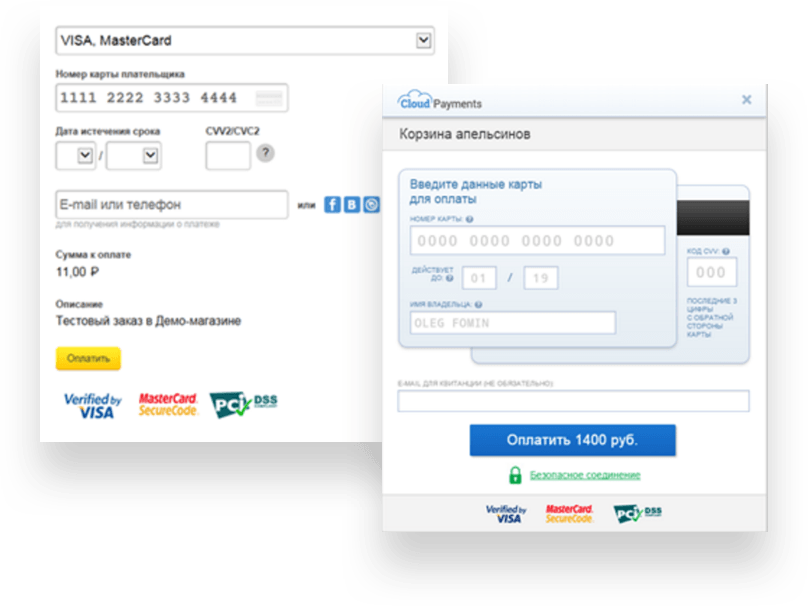 VISA, MasterCard
Номер карты плательщика
1111 2222 3333 4444
Дата истечения срока
CVV2/CVC2
/
?
E-mail или телефон
или
f B @
для получения информации о платеже
Сумма к оплате
11,00 ₽
Описание
Тестовый заказ в Демо-магазине
Оплатить
Verified by VISA
MasterCard. SecureCode.
PCI DSS COMPLIANT
CloudPayments
×
Корзина апельсинов
Введите данные карты
для оплаты
НОМЕР КАРТЫ: ?
0000 0000 0000 0000
ДЕЙСТВУЕТ
ДО: ?
01 / 19
ИМЯ ВЛАДЕЛЬЦА: ?
OLEG FOMIN
КОД CVV: ?
000
ПОСЛЕДНИЕ 3
ЦИФРЫ
С ОБРАТНОЙ
СТОРОНЫ
КАРТЫ
E-MAIL ДЛЯ КВИТАНЦИИ (НЕ ОБЯЗАТЕЛЬНО)
Оплатить 1400 руб.
Безопасное соединение
Verified by VISA
MasterCard. SecureCode.
PCI DSS